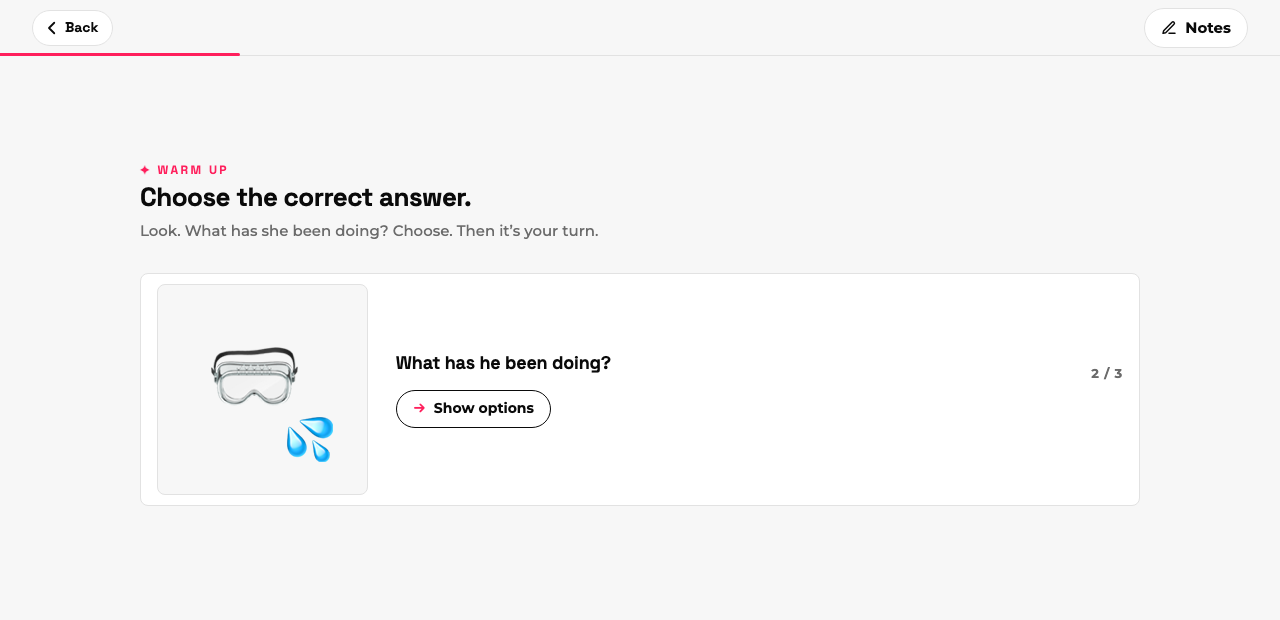 Back
Notes
WARM UP
Choose the correct answer.
Look. What has she been doing? Choose. Then it's your turn.
What has he been doing?
2 / 3
Show options